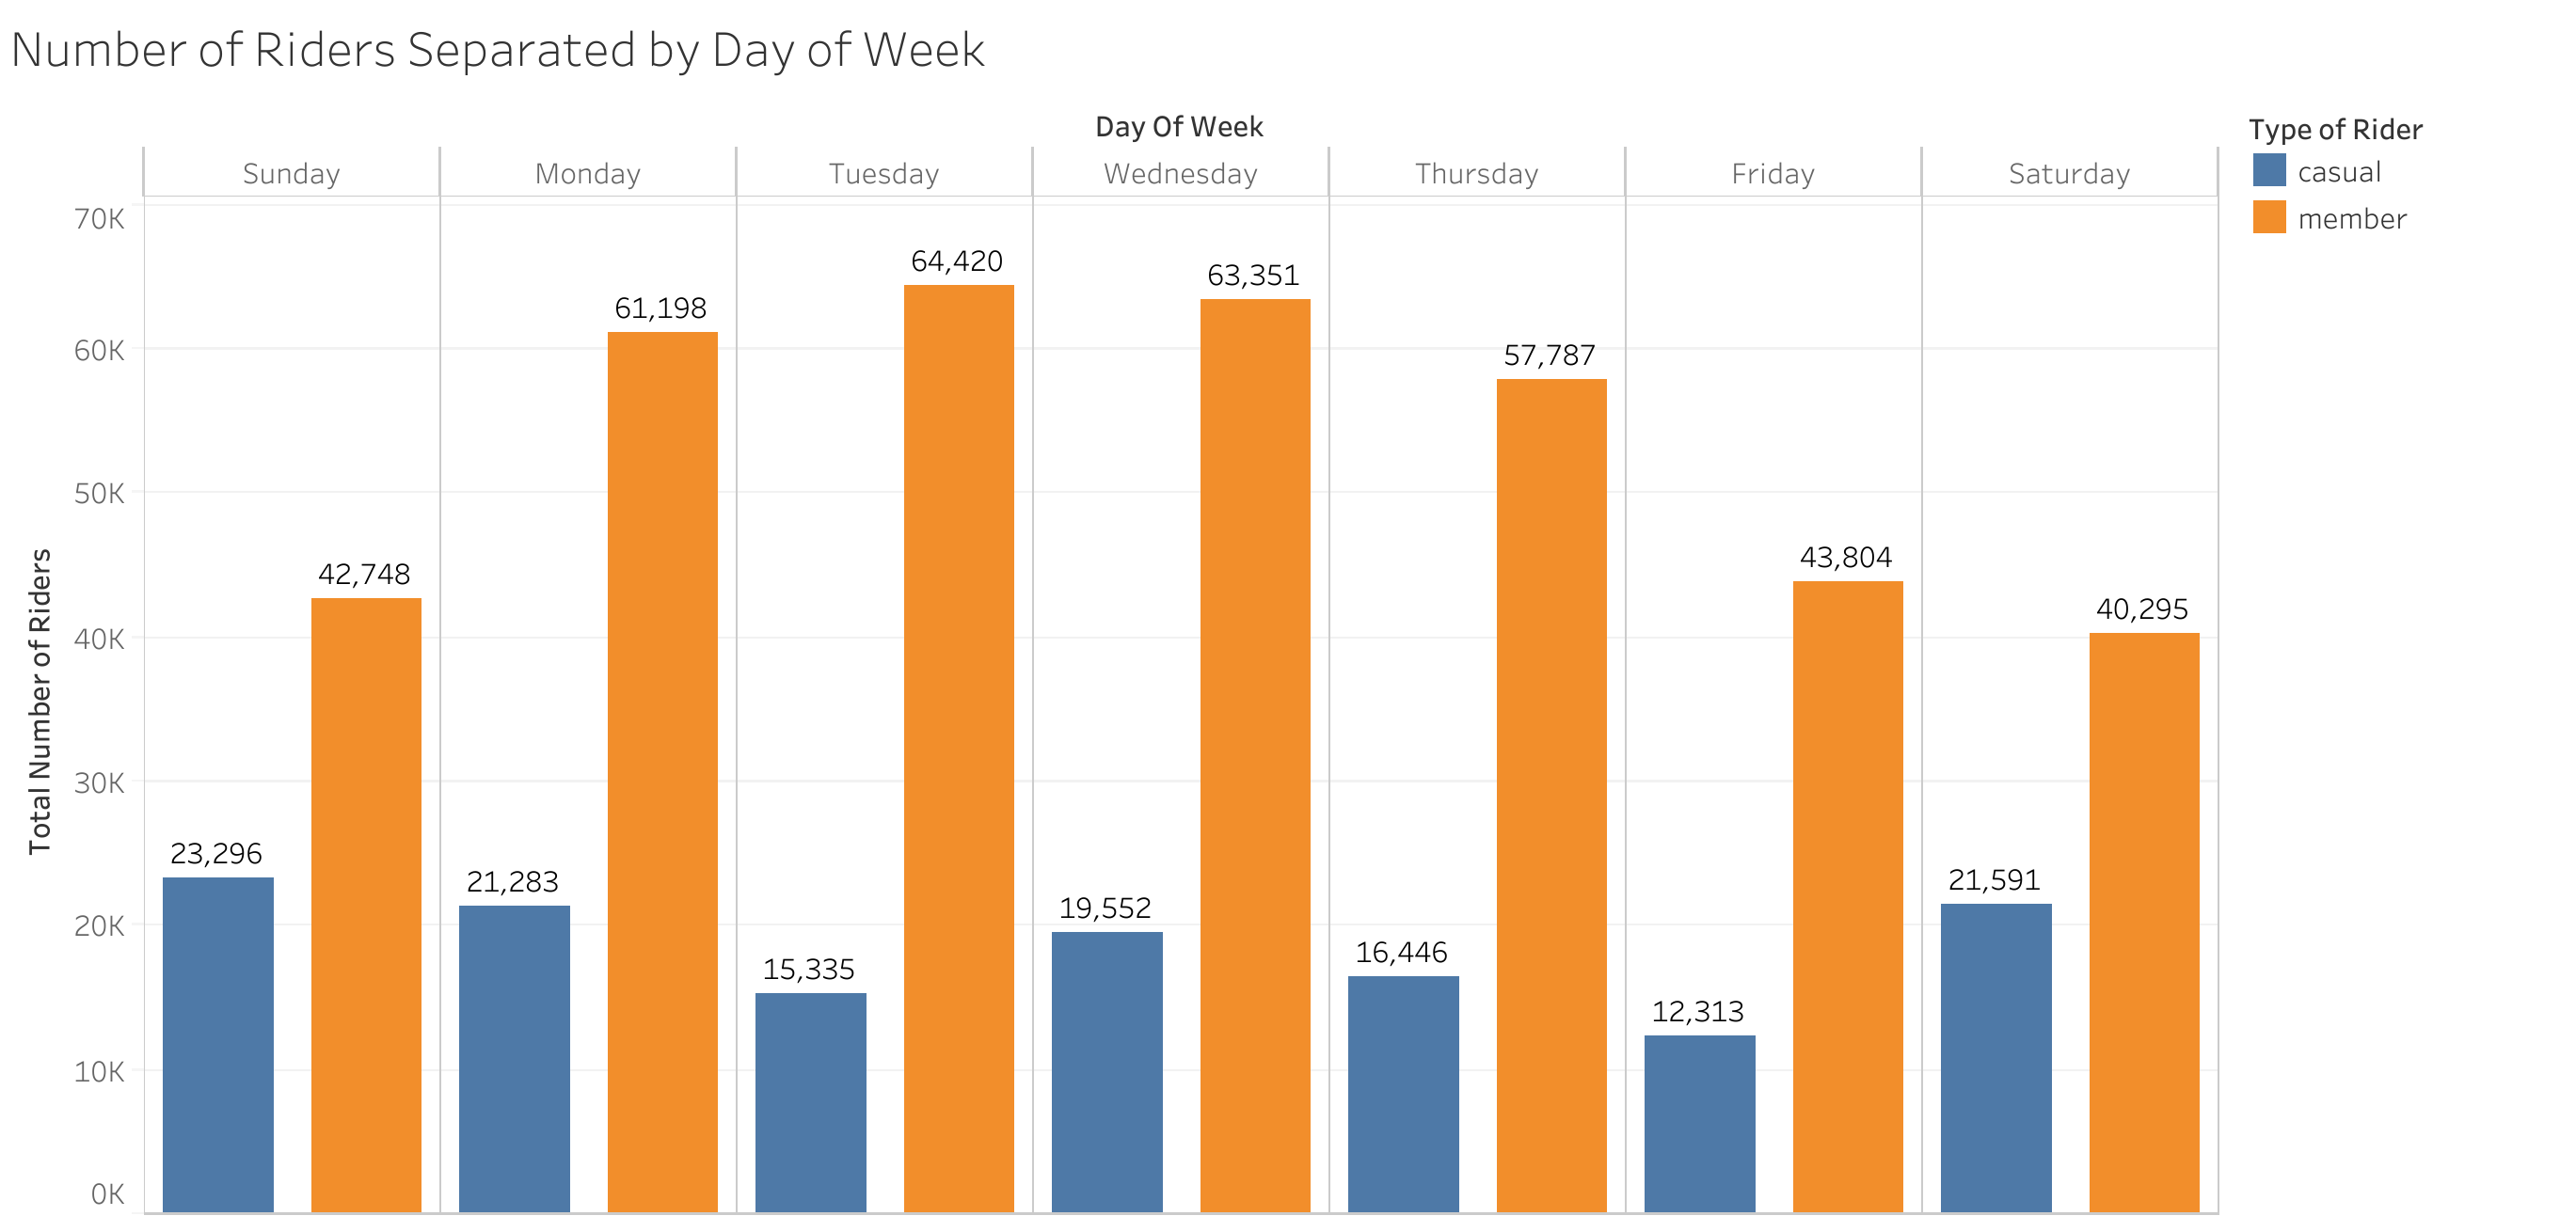 Number of Riders Separated by Day of Week
Day Of Week
Sunday Monday Tuesday Wednesday Thursday Friday Saturday
Type of Rider
casual
member
Total Number of Riders
70K
60K
50K
40K
30K
20K
10K
0K
23,296 42,748
21,283 61,198
15,335 64,420
19,552 63,351
16,446 57,787
12,313 43,804
21,591 40,295